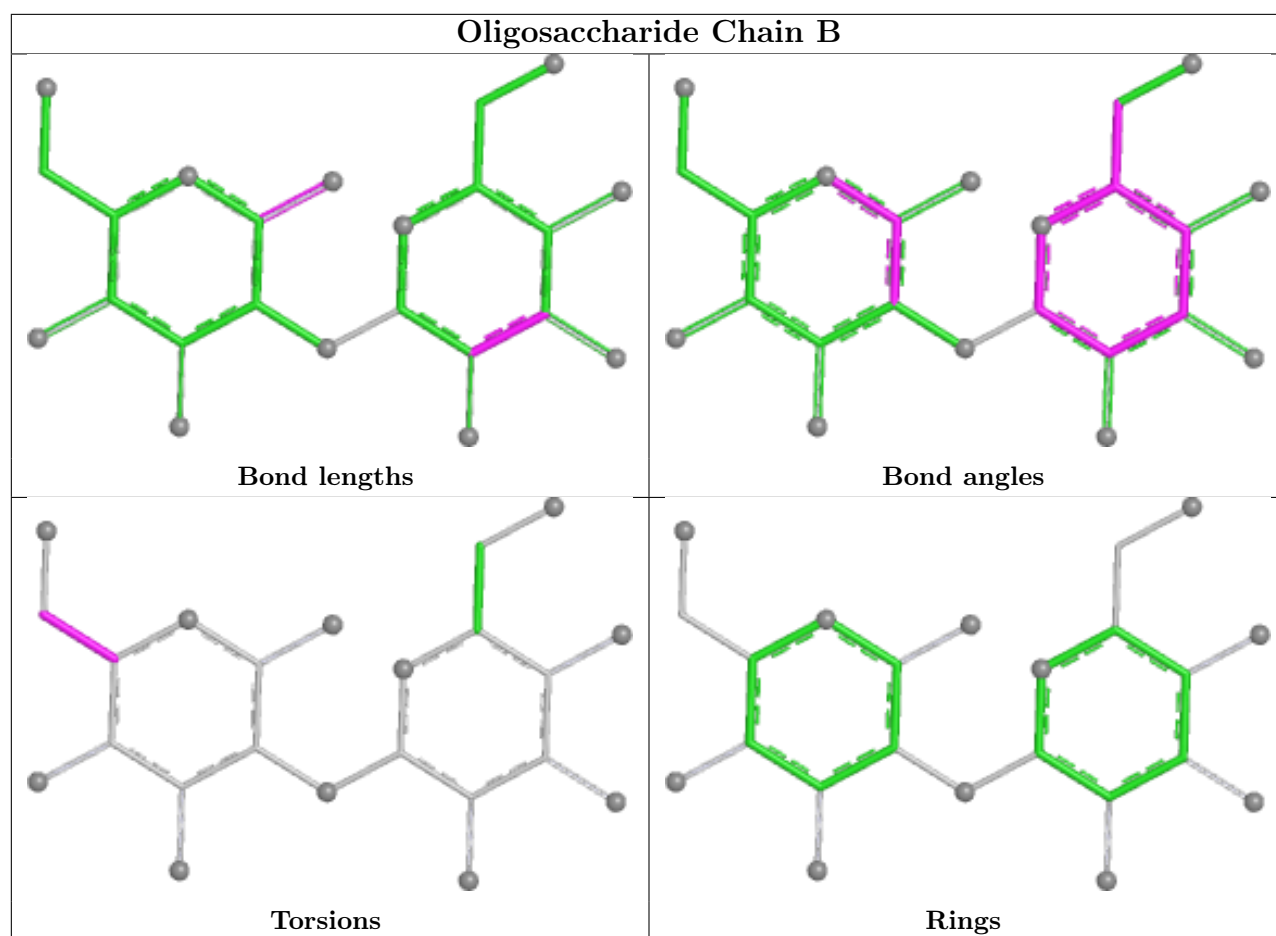 Oligosaccharide Chain B
Bond lengths
Bond angles
Torsions
Rings